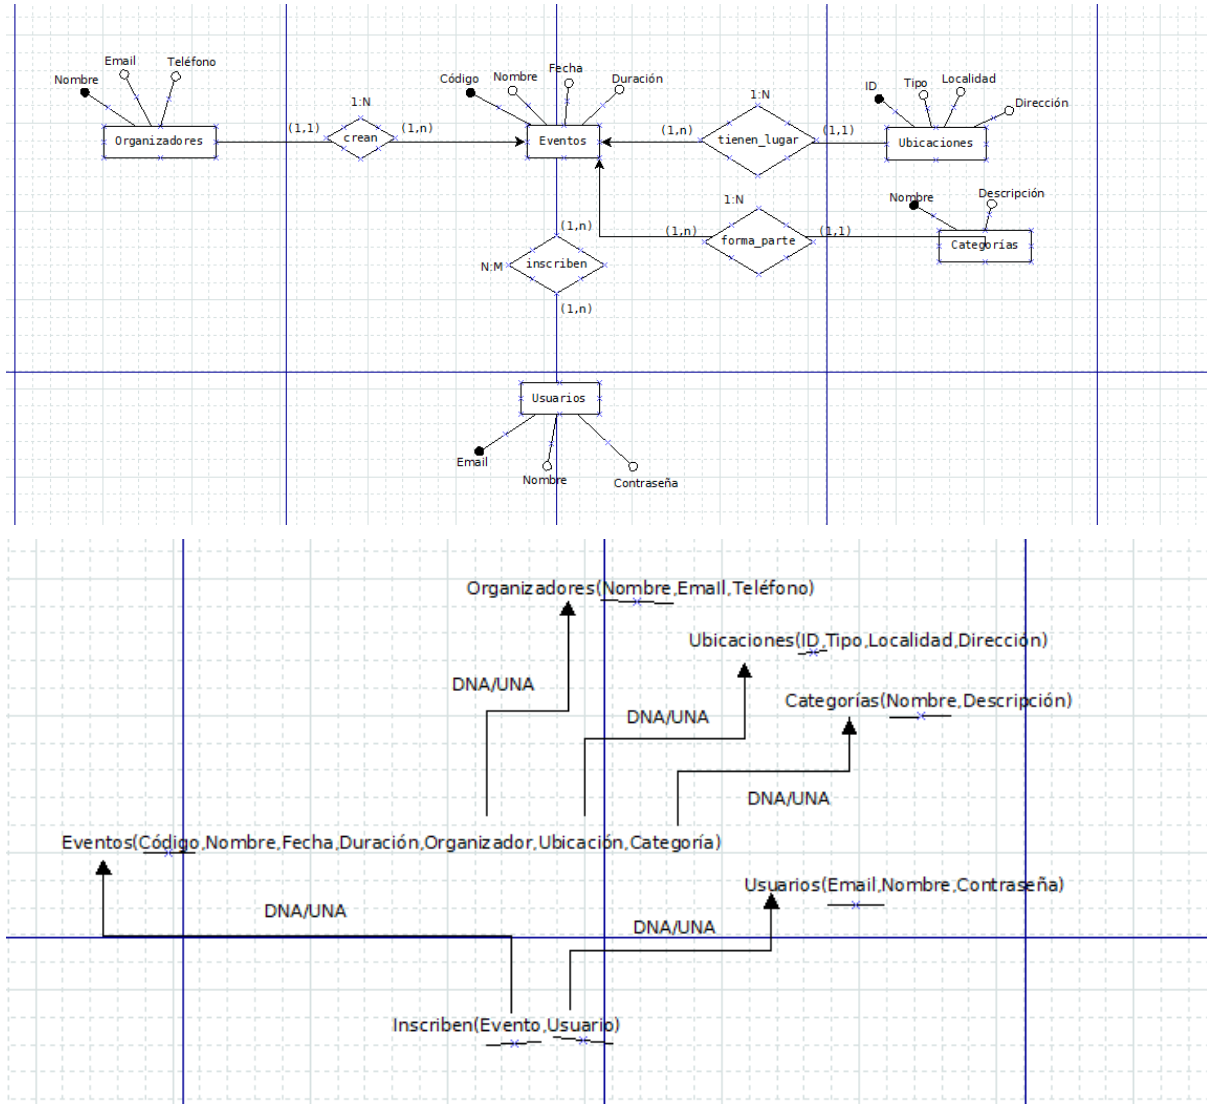 Email
Teléfono
Nombre
1:N
(1,1)
(1,n)
Organizadores
crean
Código
Nombre
Fecha
Duración
Eventos
1:N
(1,n)
(1,1)
tienen_lugar
ID
Tipo
Localidad
Dirección
Ubicaciones
1:N
(1,n)
(1,1)
forma_parte
Nombre
Descripción
Categorías
(1,n)
N:M
inscriben
(1,n)
Usuarios
Email
Nombre
Contraseña
Organizadores(Nombre,EmaIl,Teléfono)
Ubicaciones(ID,Tipo,Localidad,Dirección)
DNA/UNA
Categorías(Nombre,Descripción)
DNA/UNA
DNA/UNA
Eventos(Código,Nombre,Fecha,Duración,Organizador,Ubicación,Categoría)
Usuarios(Email,Nombre,Contraseña)
DNA/UNA
DNA/UNA
Inscriben(Evento,Usuario)